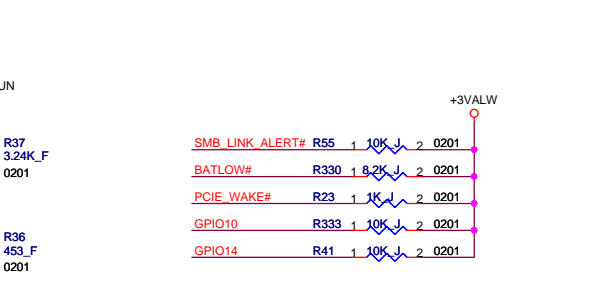 UN
+3VALW
R37
3.24K_F
0201
SMB_LINK_ALERT# R55 1 10K_J 2 0201
BATLOW# R330 1 8.2K_J 2 0201
PCIE_WAKE# R23 1 1K_J 2 0201
GPIO10 R333 1 10K_J 2 0201
GPIO14 R41 1 10K_J 2 0201
R36
453_F
0201